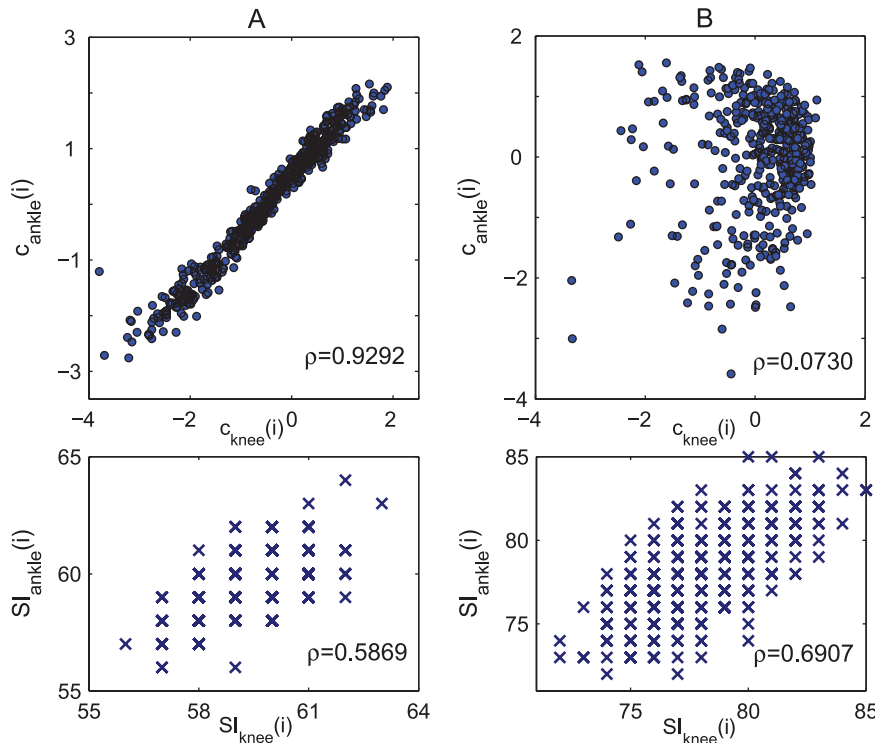 A
3
1
−1
−3
−4
−2
0
2
c_ankle(i)
c_knee(i)
ρ=0.9292
B
2
0
−2
−4
−4
−2
0
2
c_ankle(i)
c_knee(i)
ρ=0.0730
65
60
55
55
58
61
64
SI_ankle(i)
SI_knee(i)
ρ=0.5869
85
80
75
71
75
80
85
SI_ankle(i)
SI_knee(i)
ρ=0.6907